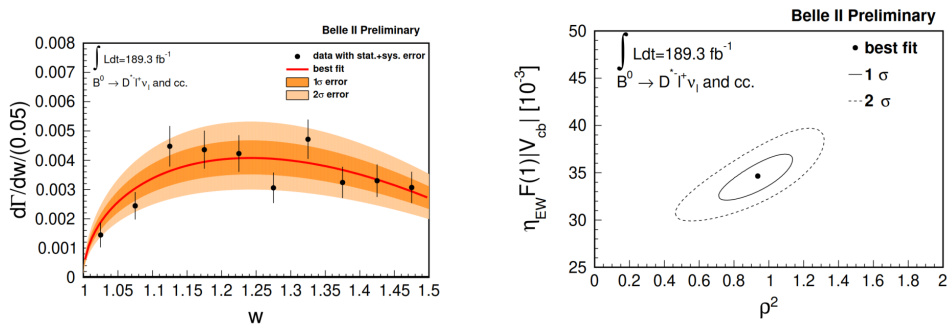 Belle II Preliminary
0.008
0.007
0.006
0.005
0.004
0.003
0.002
0.001
0
dΓ/dw/(0.05)
∫ Ldt=189.3 fb⁻¹
B⁰ → D*⁻l⁺νₗ and cc.
data with stat.+sys. error
best fit
1σ error
2σ error
1 1.05 1.1 1.15 1.2 1.25 1.3 1.35 1.4 1.45 1.5
w
Belle II Preliminary
50
45
40
35
30
25
η_EW F(1)|V_cb| [10⁻³]
∫ Ldt=189.3 fb⁻¹
B⁰ → D*⁻l⁺νₗ and cc.
best fit
1 σ
2 σ
0 0.2 0.4 0.6 0.8 1 1.2 1.4 1.6 1.8 2
ρ²